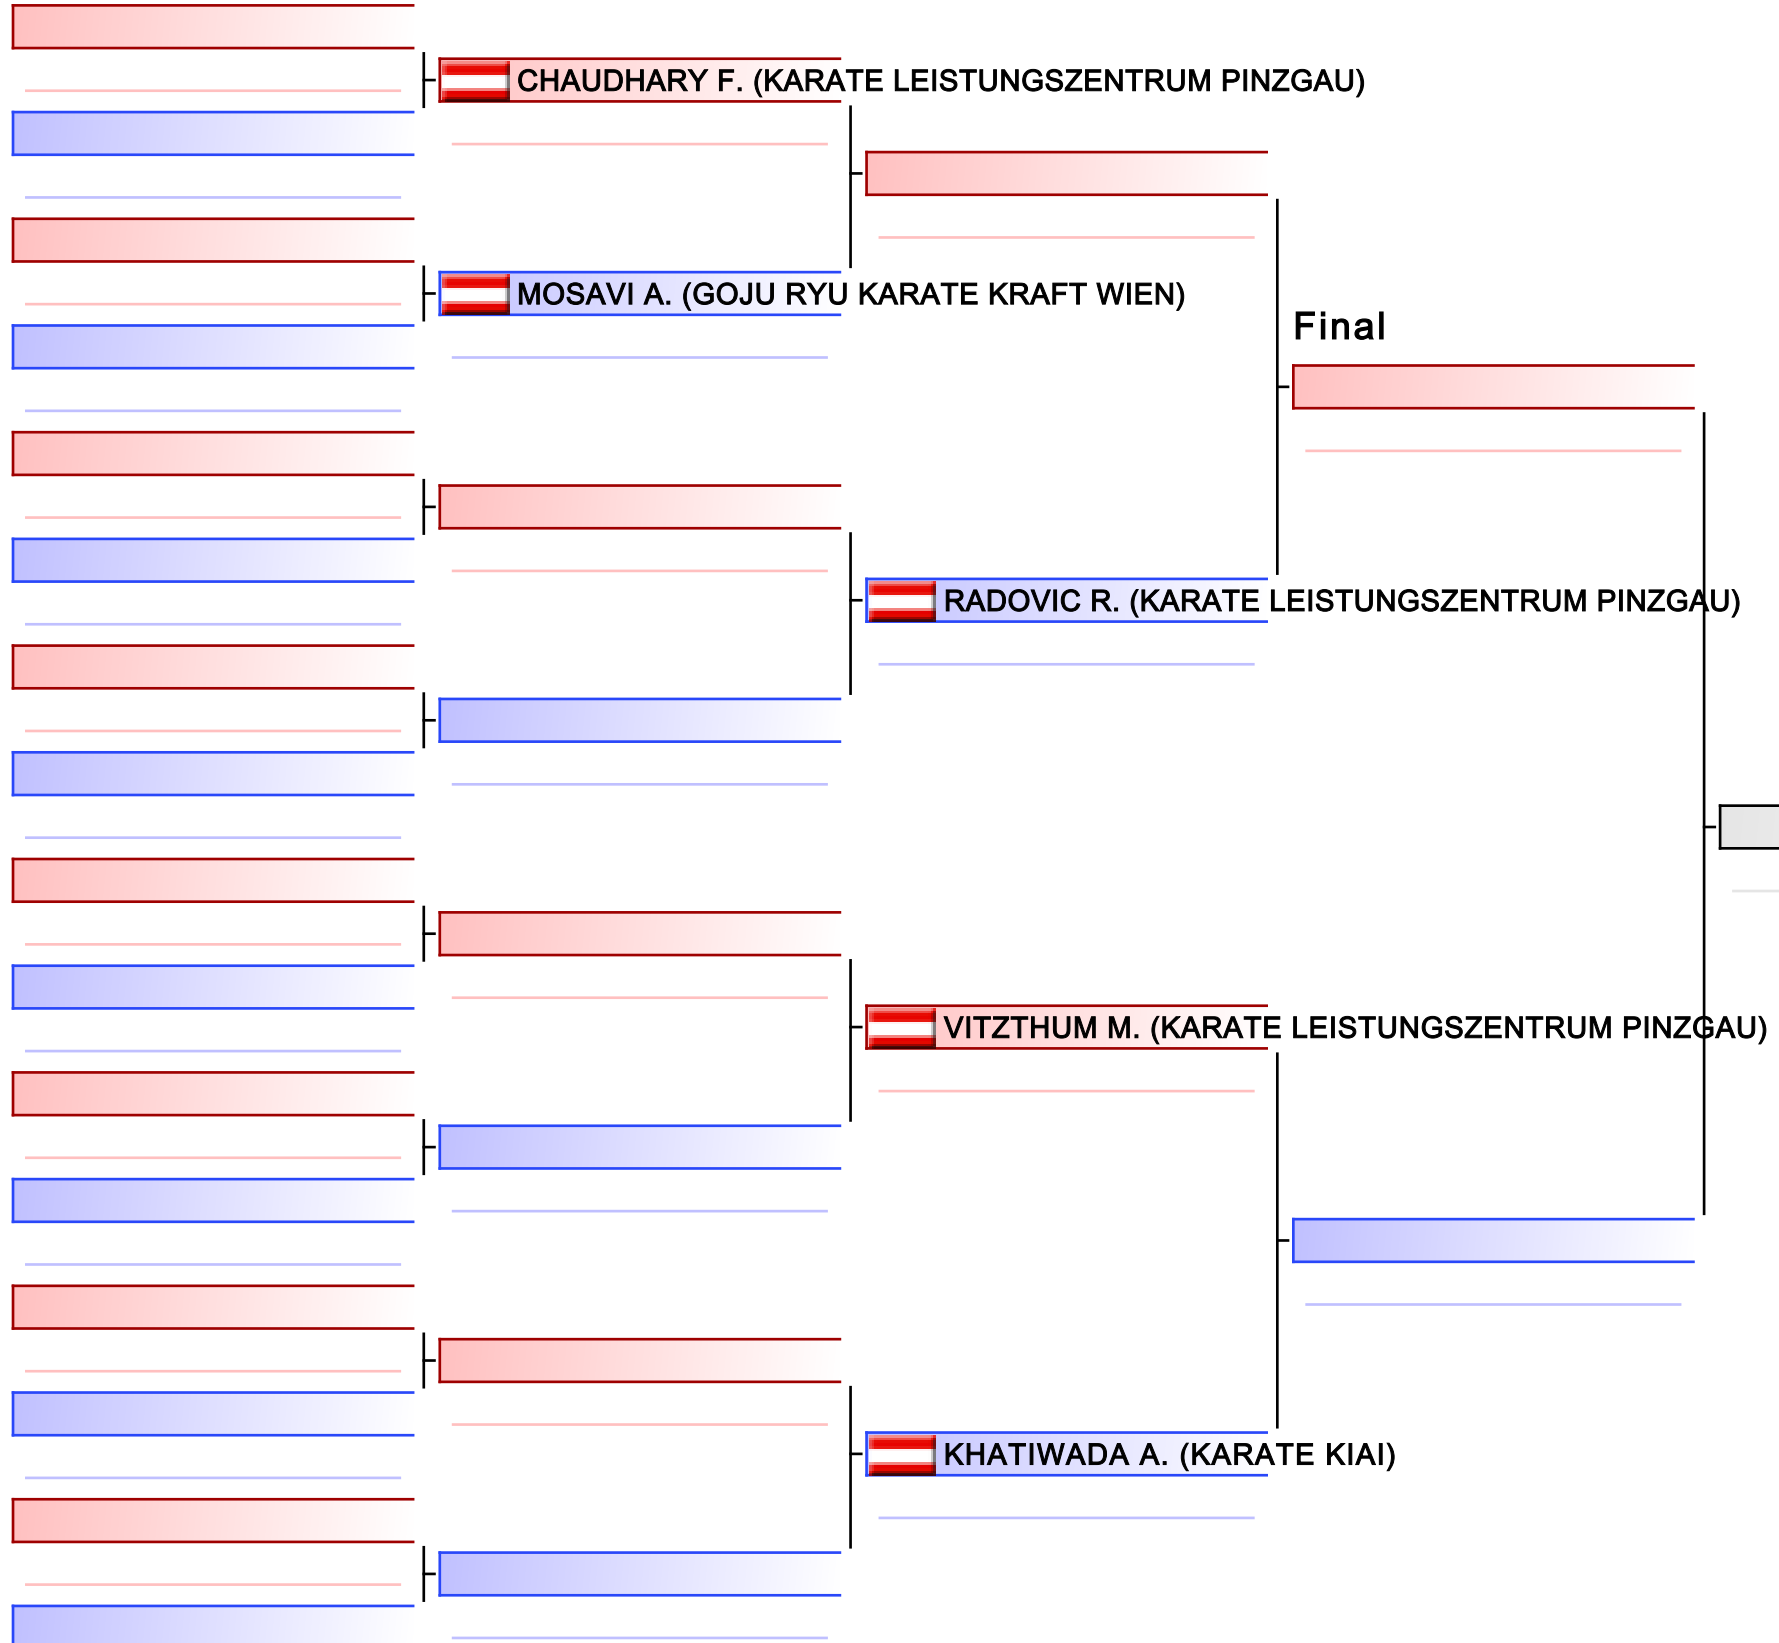 CHAUDHARY F. (KARATE LEISTUNGSZENTRUM PINZGAU)
MOSAVI A. (GOJU RYU KARATE KRAFT WIEN)
Final
RADOVIC R. (KARATE LEISTUNGSZENTRUM PINZGAU)
VITZTHUM M. (KARATE LEISTUNGSZENTRUM PINZGAU)
KHATIWADA A. (KARATE KIAI)